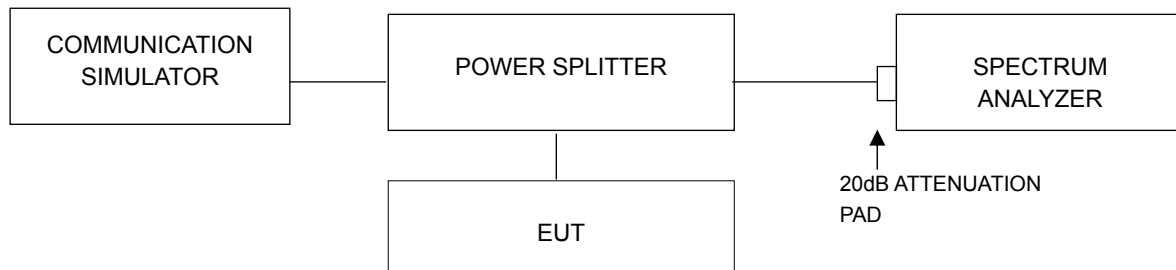 COMMUNICATION
SIMULATOR
POWER SPLITTER
SPECTRUM
ANALYZER
20dB ATTENUATION
PAD
EUT